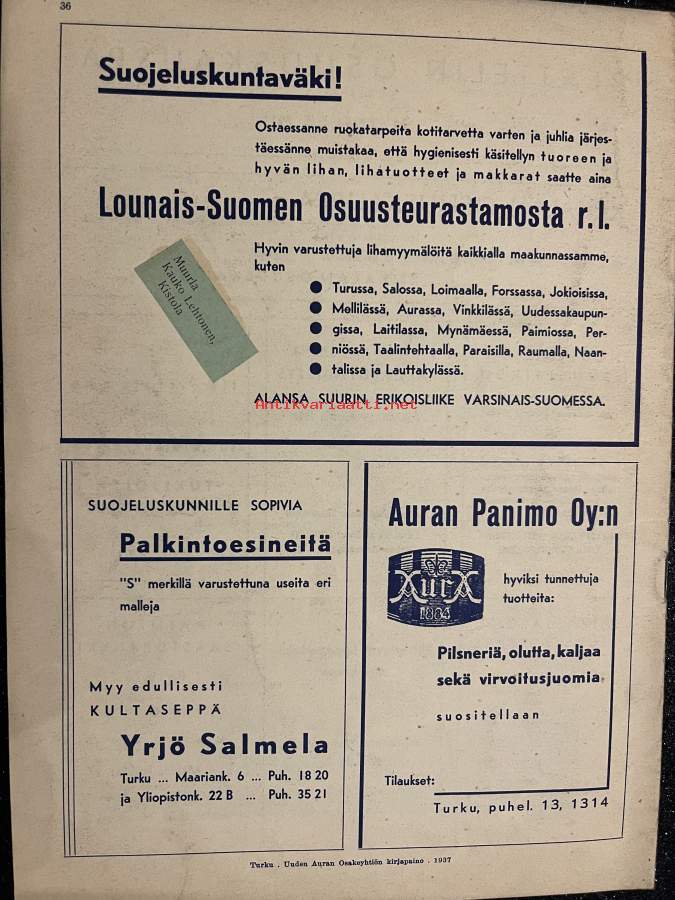 36
Suojeluskuntaväki!
Ostaessanne ruokatarpeita kotitarvetta varten ja juhlia järjes-
täessänne muistakaa, että hygienisesti käsitellyn tuoreen ja
hyvän lihan, lihatuotteet ja makkarat saatte aina
Lounais-Suomen Osuusteurastamosta r.l.
Hyvin varustettuja lihamyymälöitä kaikkialla maakunnassamme,
kuten
Muurla
Kauko Lehtonen,
Kistola
● Turussa, Salossa, Loimaalla, Forssassa, Jokioisissa,
● Mellilässä, Aurassa, Vinkkilässä, Uudessakaupun-
● gissa, Laitilassa, Mynämäessä, Paimiossa, Per-
● niössä, Taalintehtaalla, Paraisilla, Raumalla, Naan-
● talissa ja Lauttakylässä.
ALANSA SUURIN ERIKOISLIIKE VARSINAIS-SUOMESSA.
Antikvariaatti.net
SUOJELUSKUNNILLE SOPIVIA
Palkintoesineitä
"S" merkillä varustettuna useita eri
malleja
Myy edullisesti
KULTASEPPÄ
Yrjö Salmela
Turku ... Maariank. 6 ... Puh. 18 20
ja Yliopistonk. 22 B ... Puh. 35 21
Auran Panimo Oy:n
AurA
1884
hyviksi tunnettuja
tuotteita:
Pilsneriä, olutta, kaljaa
sekä virvoitusjuomia
suositellaan
Tilaukset:
Turku, puhel. 13, 1314
Turku . Uuden Auran Osakeyhtiön kirjapaino . 1937